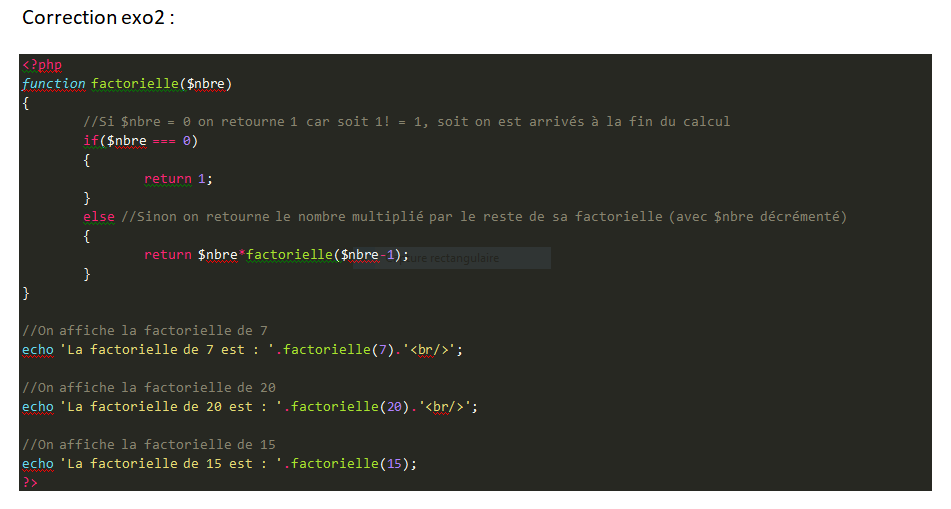 Correction exo2 :
<?php
function factorielle($nbre)
{
//Si $nbre = 0 on retourne 1 car soit 1! = 1, soit on est arrivés à la fin du calcul
if($nbre === 0)
{
return 1;
}
else //Sinon on retourne le nombre multiplié par le reste de sa factorielle (avec $nbre décrémenté)
{
return $nbre*factorielle($nbre-1);
ure rectangulaire
}
}
//On affiche la factorielle de 7
echo 'La factorielle de 7 est : '.factorielle(7).'<br/>';
//On affiche la factorielle de 20
echo 'La factorielle de 20 est : '.factorielle(20).'<br/>';
//On affiche la factorielle de 15
echo 'La factorielle de 15 est : '.factorielle(15);
?>